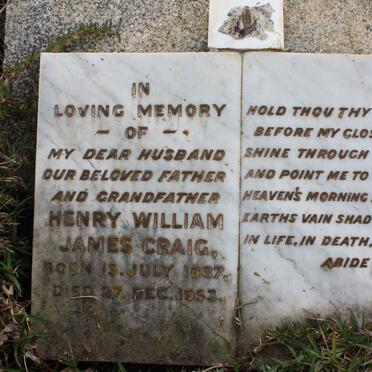 IN
LOVING MEMORY
— OF —
MY DEAR HUSBAND
OUR BELOVED FATHER
AND GRANDFATHER
HENRY WILLIAM
JAMES CRAIG,
BORN 13. JULY 1887.
DIED 27. DEC. 1953.
HOLD THOU THY
BEFORE MY CLOS
SHINE THROUGH
AND POINT ME TO
HEAVEN'S MORNING
EARTHS VAIN SHAD
IN LIFE, IN DEATH,
ABIDE